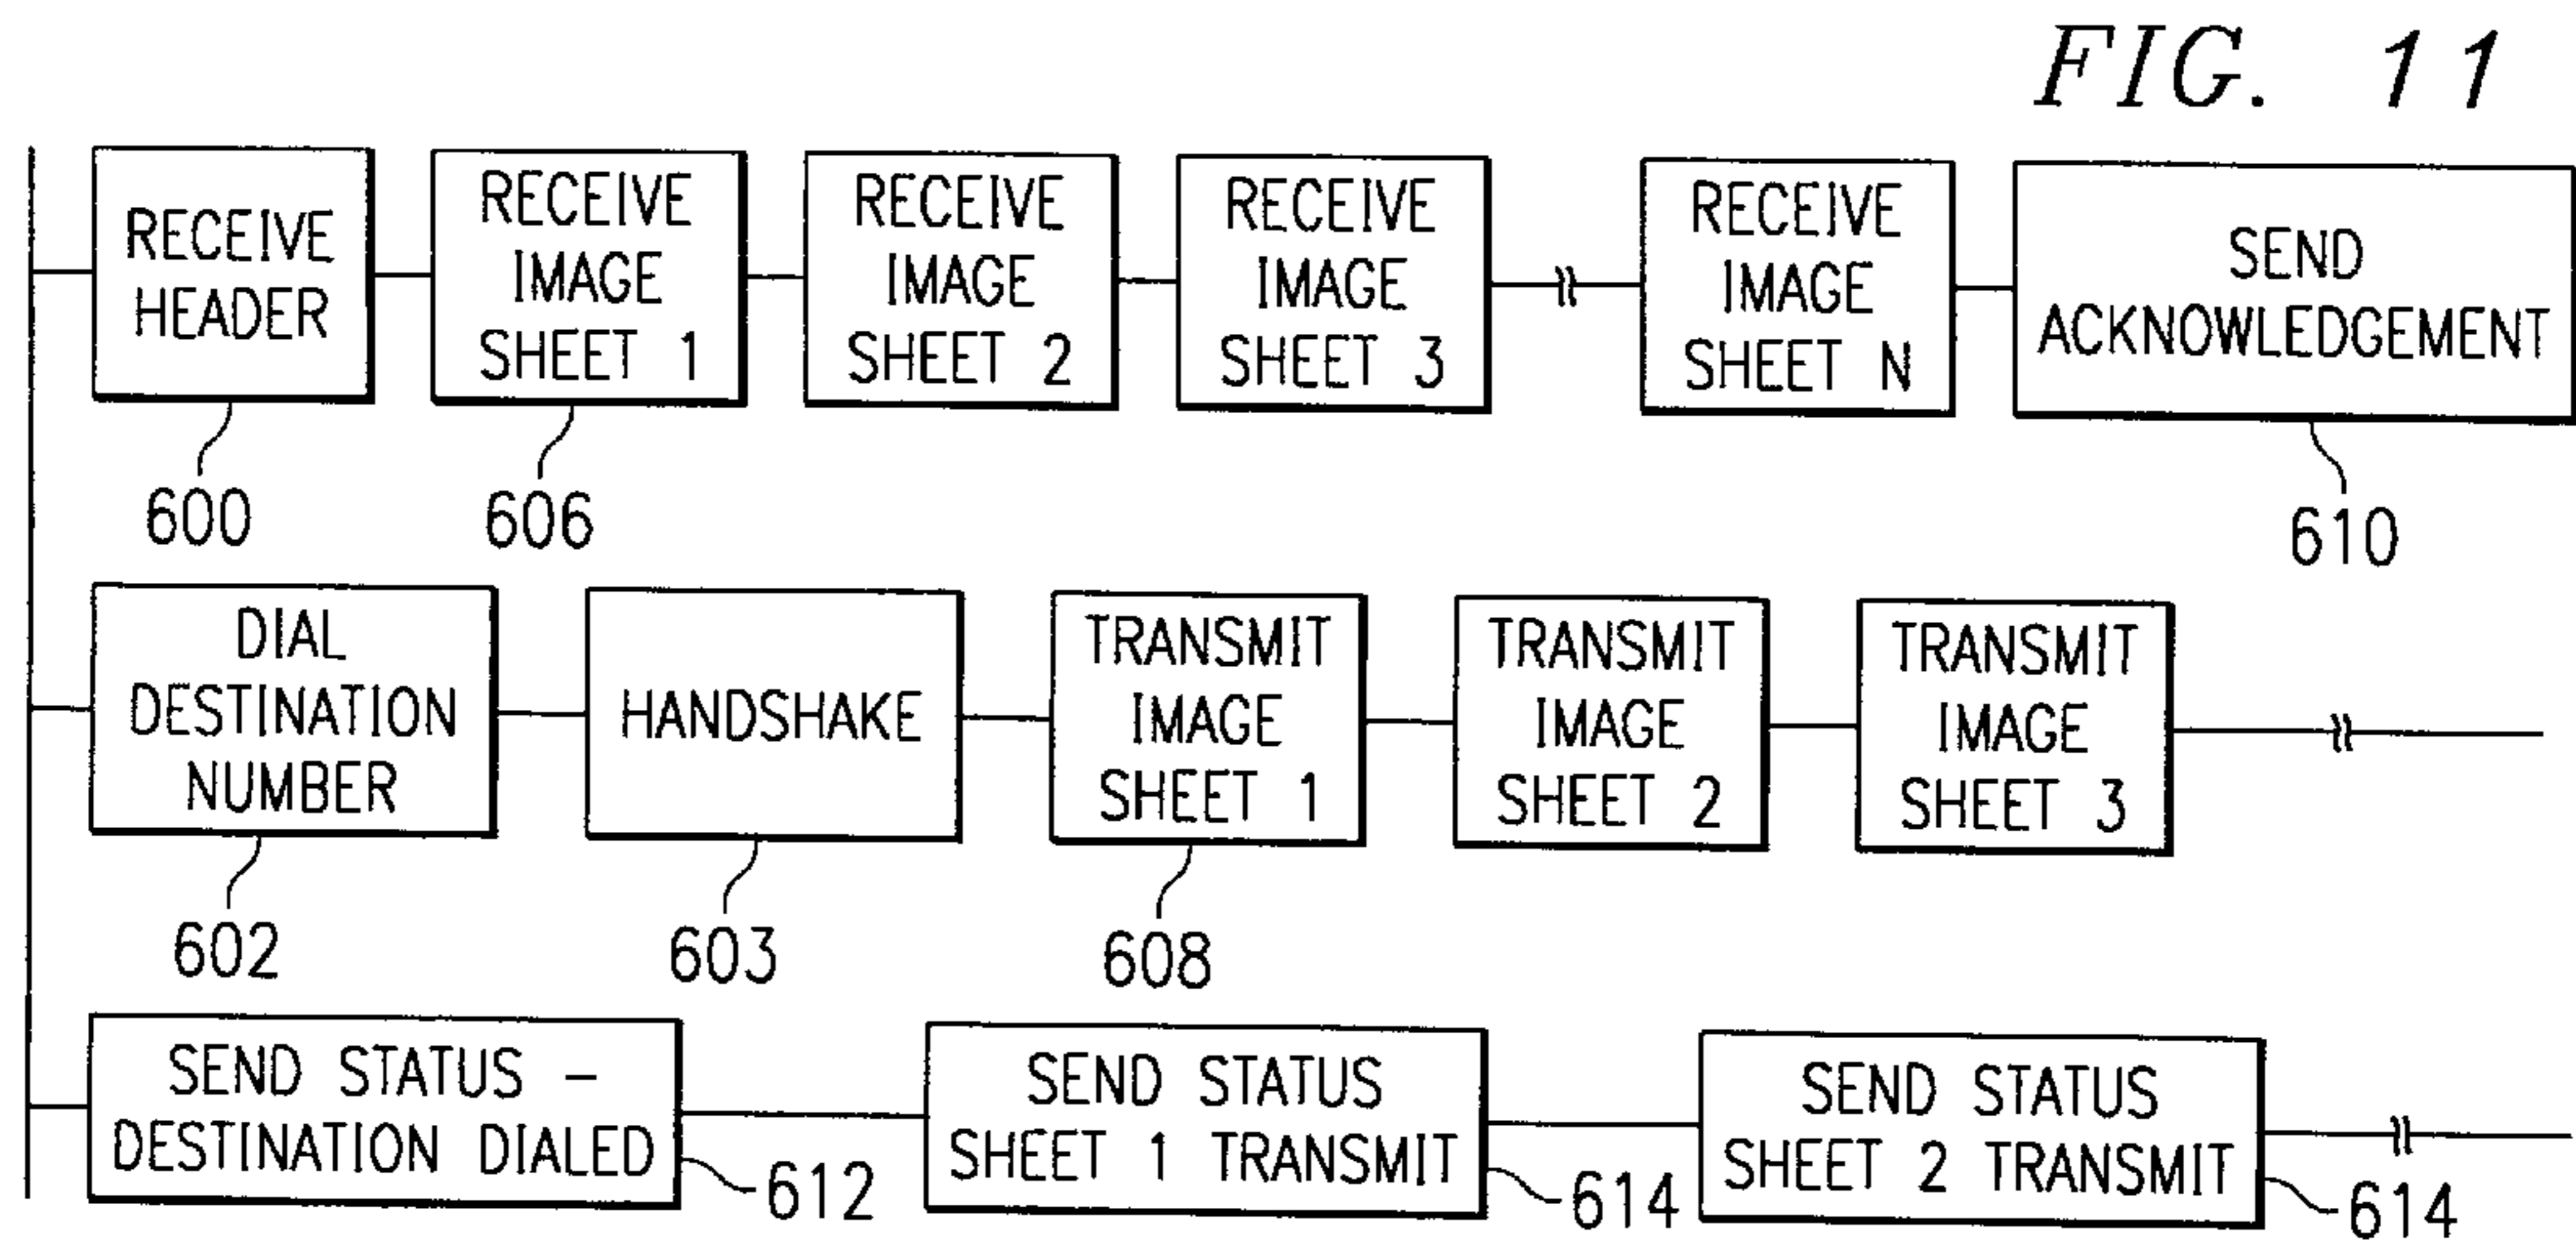 FIG. 11
RECEIVE
HEADER
RECEIVE
IMAGE
SHEET 1
RECEIVE
IMAGE
SHEET 2
RECEIVE
IMAGE
SHEET 3
RECEIVE
IMAGE
SHEET N
SEND
ACKNOWLEDGEMENT
600
606
610
DIAL
DESTINATION
NUMBER
HANDSHAKE
TRANSMIT
IMAGE
SHEET 1
TRANSMIT
IMAGE
SHEET 2
TRANSMIT
IMAGE
SHEET 3
602
603
608
SEND STATUS –
DESTINATION DIALED
612
SEND STATUS
SHEET 1 TRANSMIT
614
SEND STATUS
SHEET 2 TRANSMIT
614